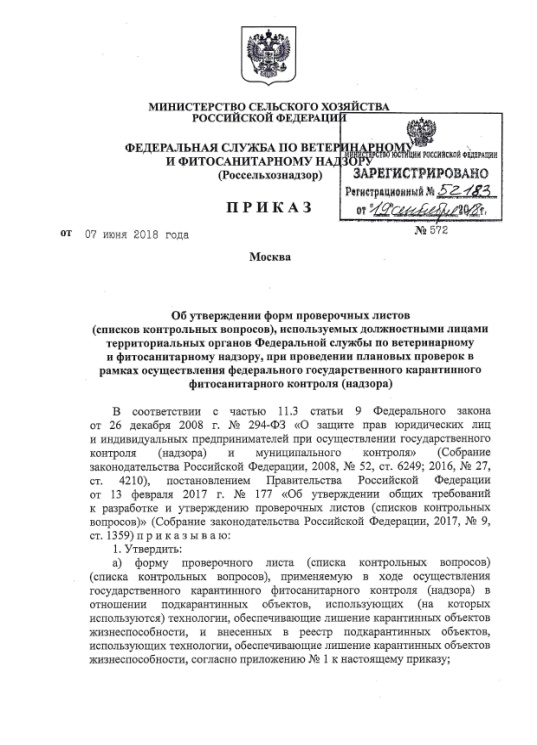 МИНИСТЕРСТВО СЕЛЬСКОГО ХОЗЯЙСТВА
РОССИЙСКОЙ ФЕДЕРАЦИИ
ФЕДЕРАЛЬНАЯ СЛУЖБА ПО ВЕТЕРИНАРНОМУ
И ФИТОСАНИТАРНОМУ НАДЗОРУ
(Россельхознадзор)
МИНИСТЕРСТВО ЮСТИЦИИ РОССИЙСКОЙ ФЕДЕРАЦИИ
ЗАРЕГИСТРИРОВАНО
Регистрационный № 52183
от "19" сентября 2018г.
П Р И К А З
от 07 июня 2018 года № 572
Москва
Об утверждении форм проверочных листов
(списков контрольных вопросов), используемых должностными лицами
территориальных органов Федеральной службы по ветеринарному
и фитосанитарному надзору, при проведении плановых проверок в
рамках осуществления федерального государственного карантинного
фитосанитарного контроля (надзора)
В соответствии с частью 11.3 статьи 9 Федерального закона
от 26 декабря 2008 г. № 294-ФЗ «О защите прав юридических лиц
и индивидуальных предпринимателей при осуществлении государственного
контроля (надзора) и муниципального контроля» (Собрание
законодательства Российской Федерации, 2008, № 52, ст. 6249; 2016, № 27,
ст. 4210), постановлением Правительства Российской Федерации
от 13 февраля 2017 г. № 177 «Об утверждении общих требований
к разработке и утверждению проверочных листов (списков контрольных
вопросов)» (Собрание законодательства Российской Федерации, 2017, № 9,
ст. 1359) п р и к а з ы в а ю:
1. Утвердить:
а) форму проверочного листа (списка контрольных вопросов)
(списка контрольных вопросов), применяемую в ходе осуществления
государственного карантинного фитосанитарного контроля (надзора) в
отношении подкарантинных объектов, использующих (на которых
используются) технологии, обеспечивающие лишение карантинных объектов
жизнеспособности, и внесенных в реестр подкарантинных объектов,
использующих технологии, обеспечивающие лишение карантинных объектов
жизнеспособности, согласно приложению № 1 к настоящему приказу;